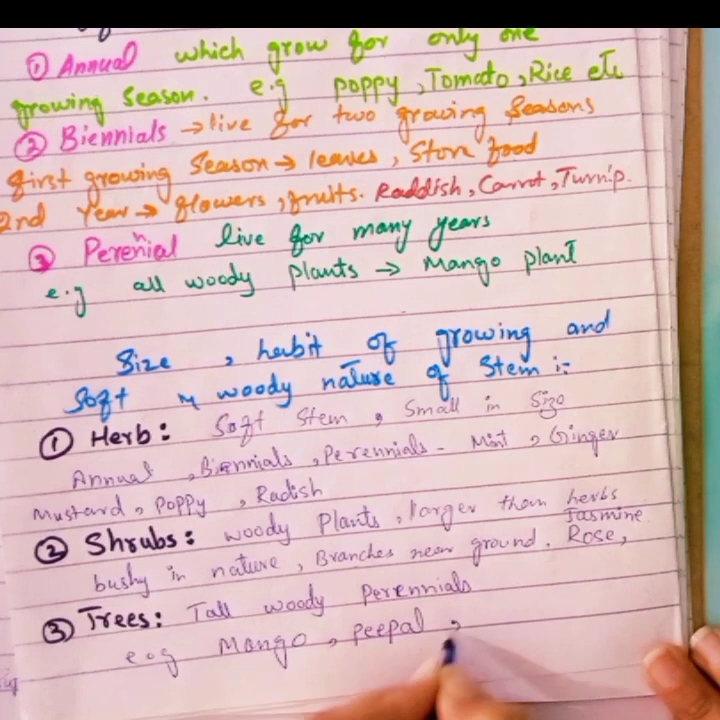 ① Annual which grow for only one
growing Season. e.g poppy, Tomato, Rice etc
② Biennials → live for two growing Seasons
first growing Season → leaves, Store food
2nd Year → flowers, fruits. Raddish, Carrot, Turnip.
③ Perennial live for many years
e.g all woody plants → Mango plant
Size, habit of growing and
Soft woody nature of Stem :-
① Herb: Soft Stem, Small in Size
Annual, Biennials, Perennials - Mint, Ginger
Mustard, Poppy, Radish
② Shrubs: woody Plants, larger than herbs
bushy in nature, Branches near ground. Rose, Jasmine
③ Trees: Tall woody Perennials
e.g Mango, Peepal,